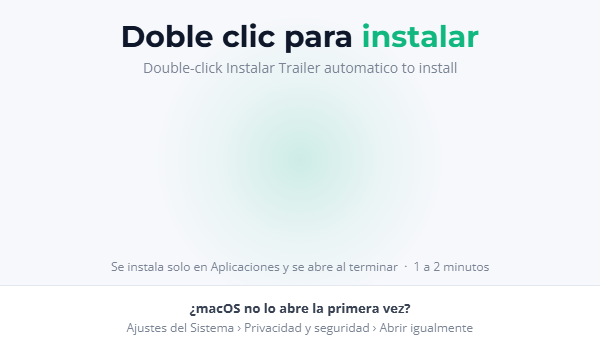 Doble clic para instalar
Double-click Instalar Trailer automatico to install
Se instala solo en Aplicaciones y se abre al terminar · 1 a 2 minutos
¿macOS no lo abre la primera vez?
Ajustes del Sistema › Privacidad y seguridad › Abrir igualmente